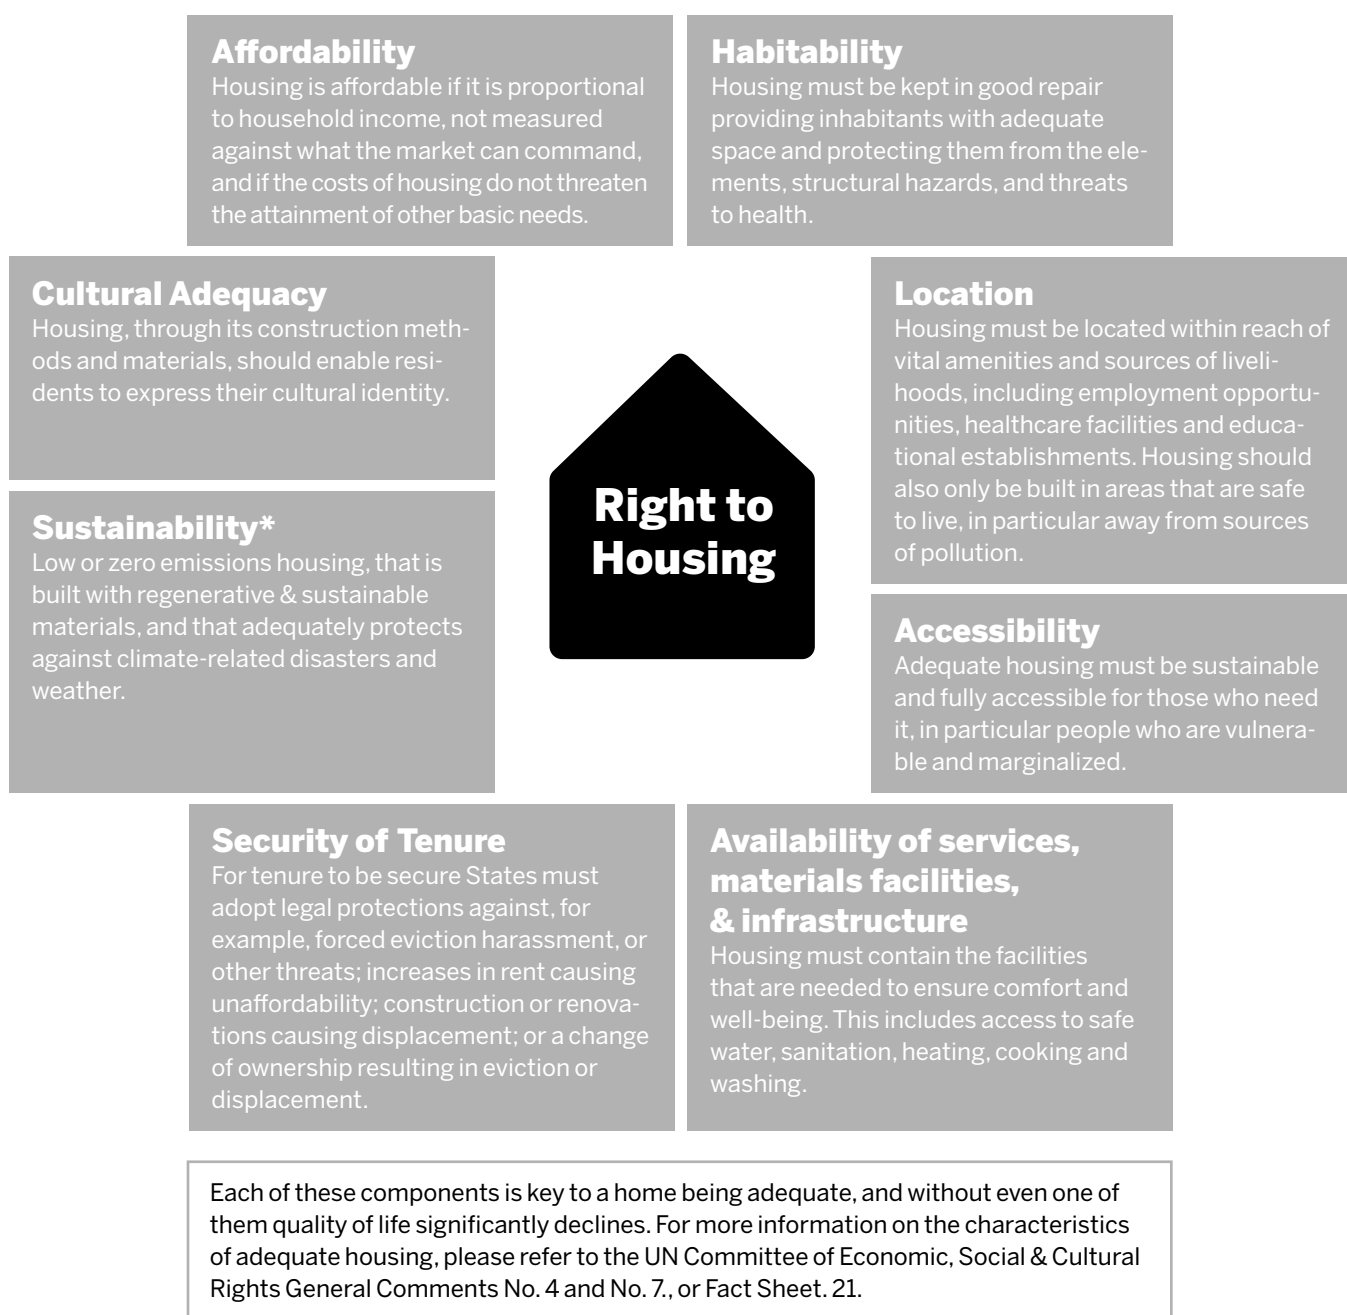 Affordability
Housing is affordable if it is proportional
to household income, not measured
against what the market can command,
and if the costs of housing do not threaten
the attainment of other basic needs.
Habitability
Housing must be kept in good repair
providing inhabitants with adequate
space and protecting them from the ele-
ments, structural hazards, and threats
to health.
Cultural Adequacy
Housing, through its construction meth-
ods and materials, should enable resi-
dents to express their cultural identity.
Location
Housing must be located within reach of
vital amenities and sources of liveli-
hoods, including employment opportu-
nities, healthcare facilities and educa-
tional establishments. Housing should
also only be built in areas that are safe
to live, in particular away from sources
of pollution.
Right to
Housing
Sustainability*
Low or zero emissions housing, that is
built with regenerative & sustainable
materials, and that adequately protects
against climate-related disasters and
weather.
Accessibility
Adequate housing must be sustainable
and fully accessible for those who need
it, in particular people who are vulnera-
ble and marginalized.
Security of Tenure
For tenure to be secure States must
adopt legal protections against, for
example, forced eviction harassment, or
other threats; increases in rent causing
unaffordability; construction or renova-
tions causing displacement; or a change
of ownership resulting in eviction or
displacement.
Availability of services,
materials facilities,
& infrastructure
Housing must contain the facilities
that are needed to ensure comfort and
well-being. This includes access to safe
water, sanitation, heating, cooking and
washing.
Each of these components is key to a home being adequate, and without even one of
them quality of life significantly declines. For more information on the characteristics
of adequate housing, please refer to the UN Committee of Economic, Social & Cultural
Rights General Comments No. 4 and No. 7., or Fact Sheet. 21.